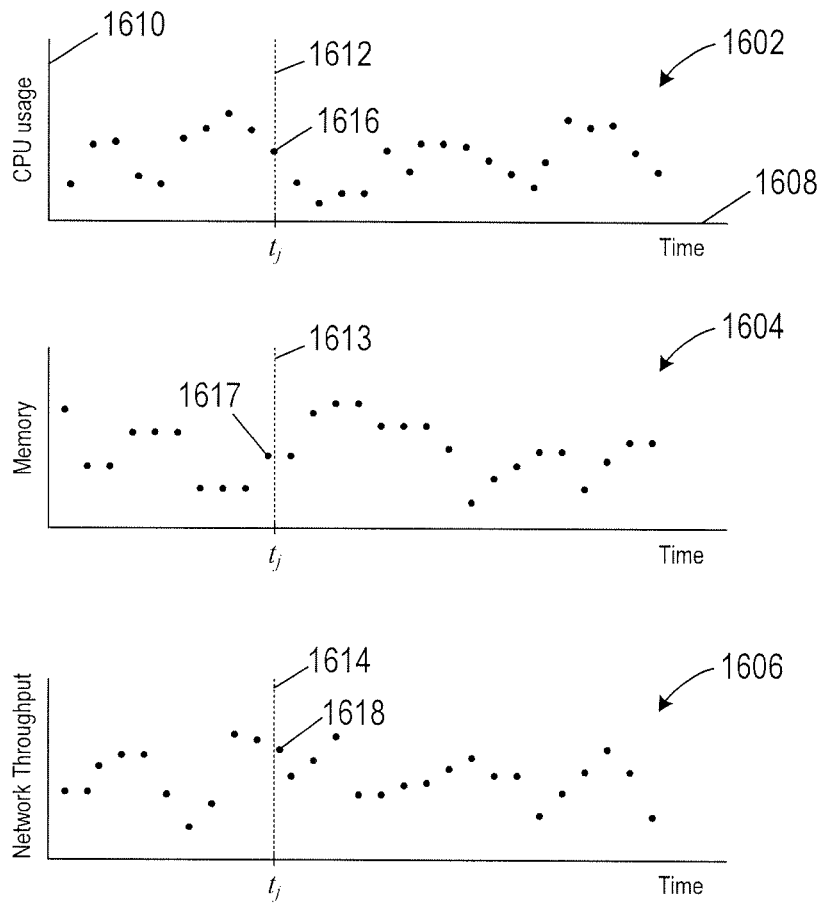 1610
1612
1602
1616
CPU usage
1608
t_j
Time
1613
1604
1617
Memory
t_j
Time
1614
1606
1618
Network Throughput
t_j
Time